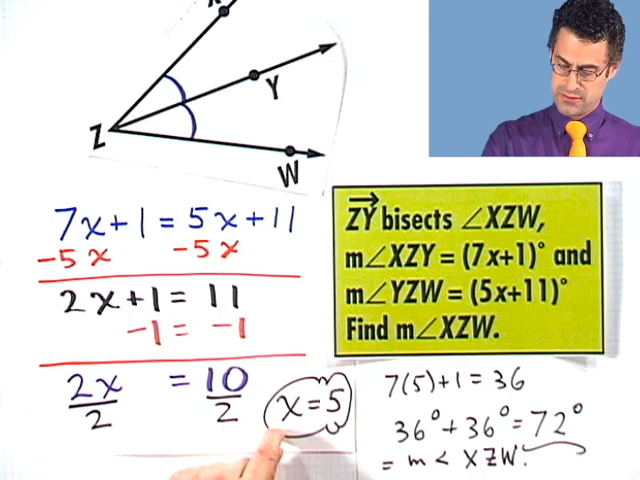 X
Y
Z
W
7x+1 = 5x+11
-5x -5x
2x+1 = 11
-1 = -1
2x/2 = 10/2
x=5
ZY bisects ∠XZW,
m∠XZY = (7x+1)° and
m∠YZW = (5x+11)°
Find m∠XZW.
7(5)+1=36
36°+36°=72°
= m< XZW.